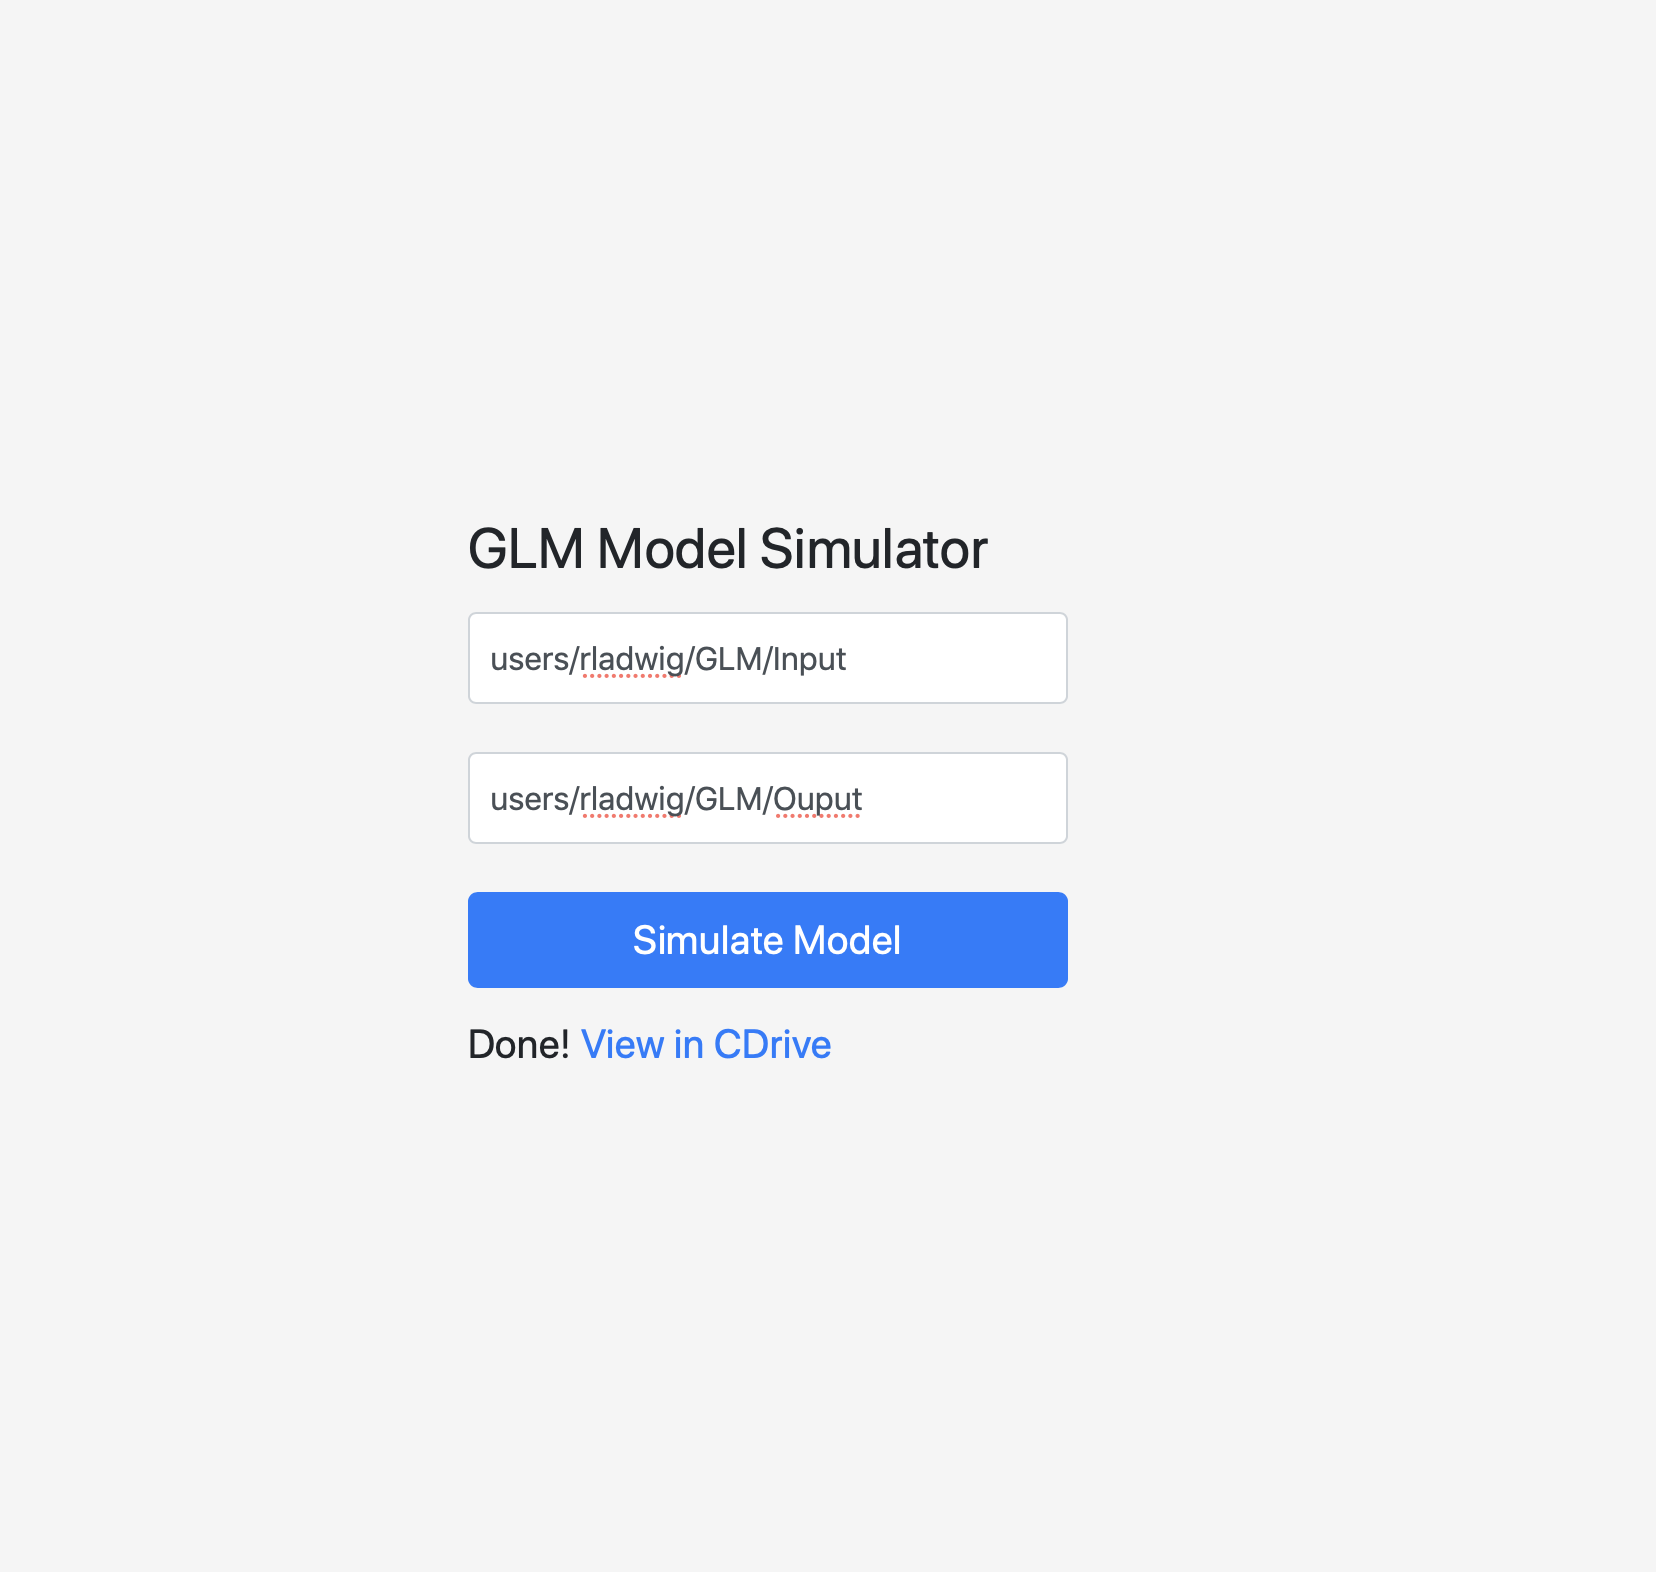 GLM Model Simulator
users/rladwig/GLM/Input
users/rladwig/GLM/Ouput
Simulate Model
Done! View in CDrive